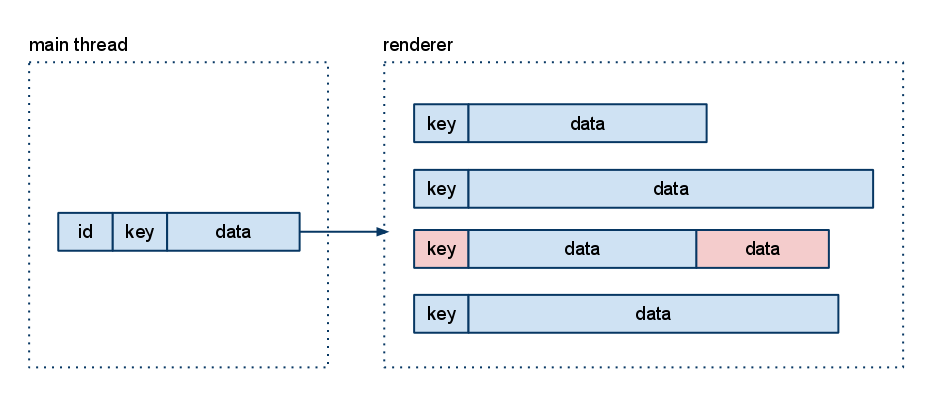 main thread
renderer
key data
key data
id key data
key data data
key data